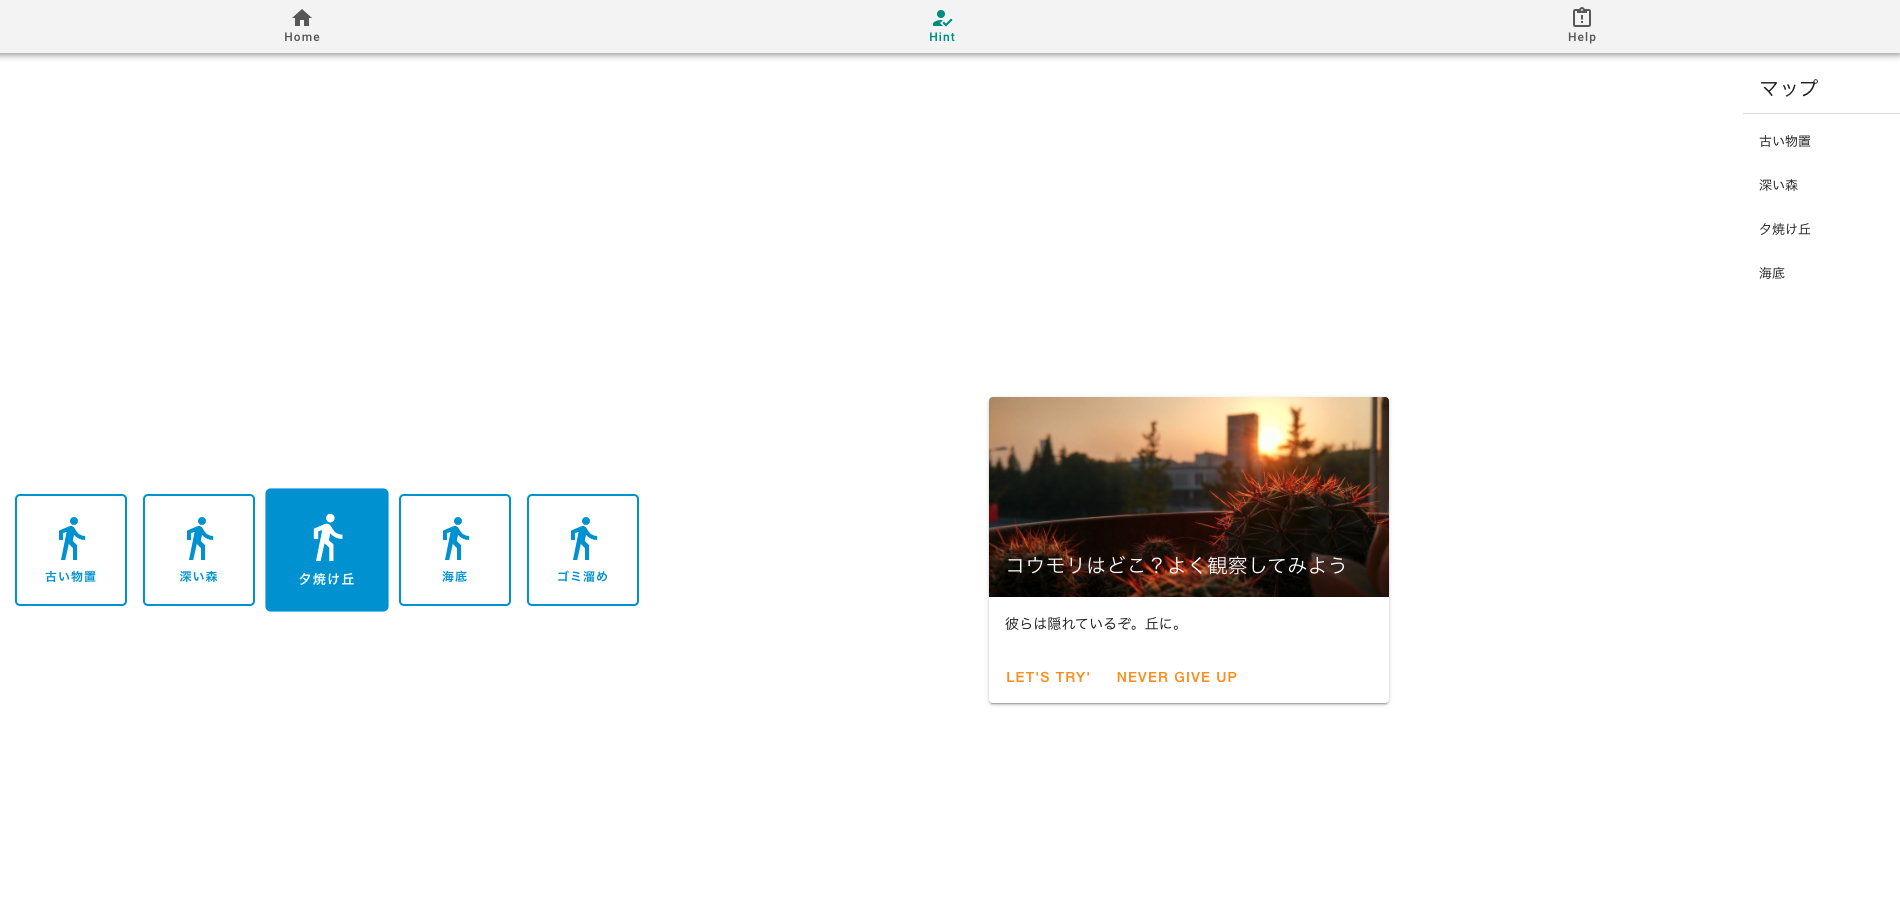 Home
Hint
Help
マップ
古い物置
深い森
夕焼け丘
海底
古い物置
深い森
夕焼け丘
海底
ゴミ溜め
コウモリはどこ？よく観察してみよう
彼らは隠れているぞ。丘に。
LET'S TRY' NEVER GIVE UP